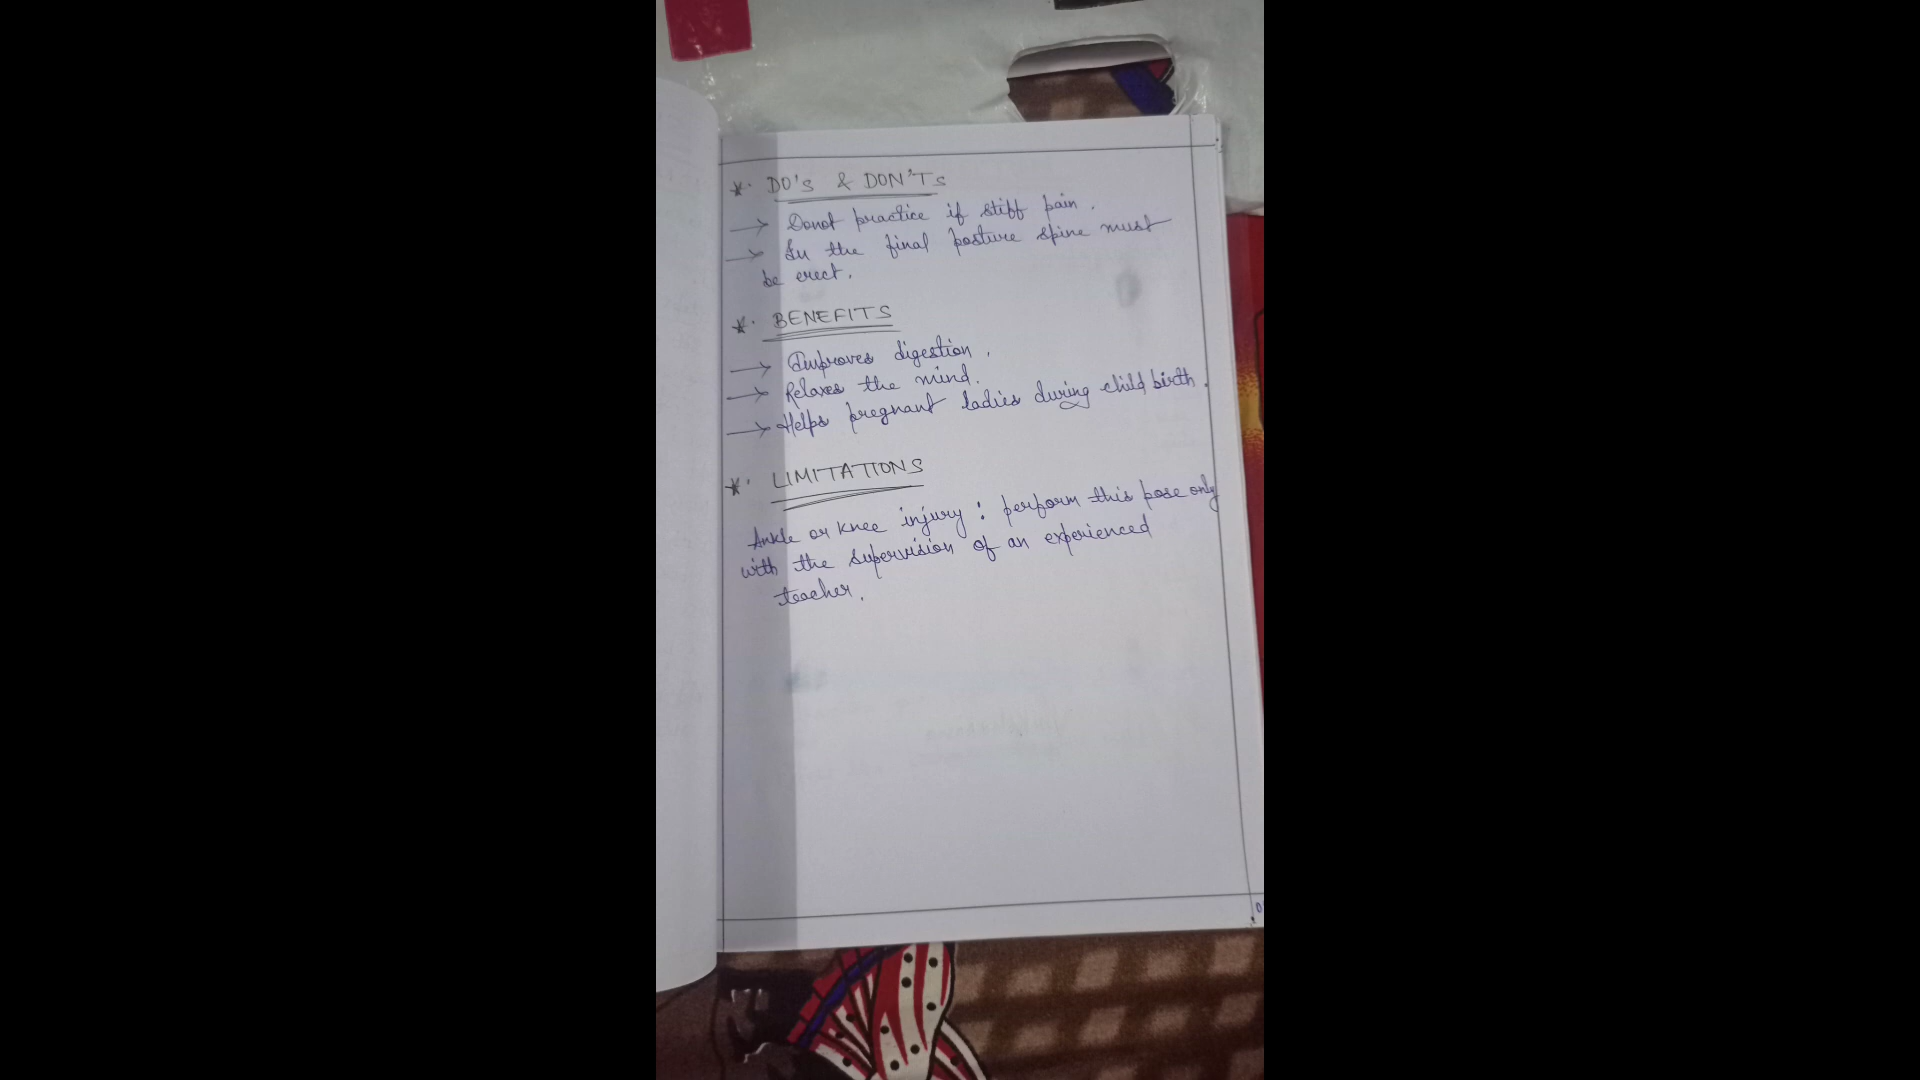 *. DO's & DON'Ts
→ Donot practice if stiff pain.
→ In the final posture spine must
be erect.
*. BENEFITS
→ Improves digestion.
→ Relaxes the mind.
→ Helps pregnant ladies during child birth.
*. LIMITATIONS
Ankle or Knee injury : perform this pose only
with the supervision of an experienced
teacher.